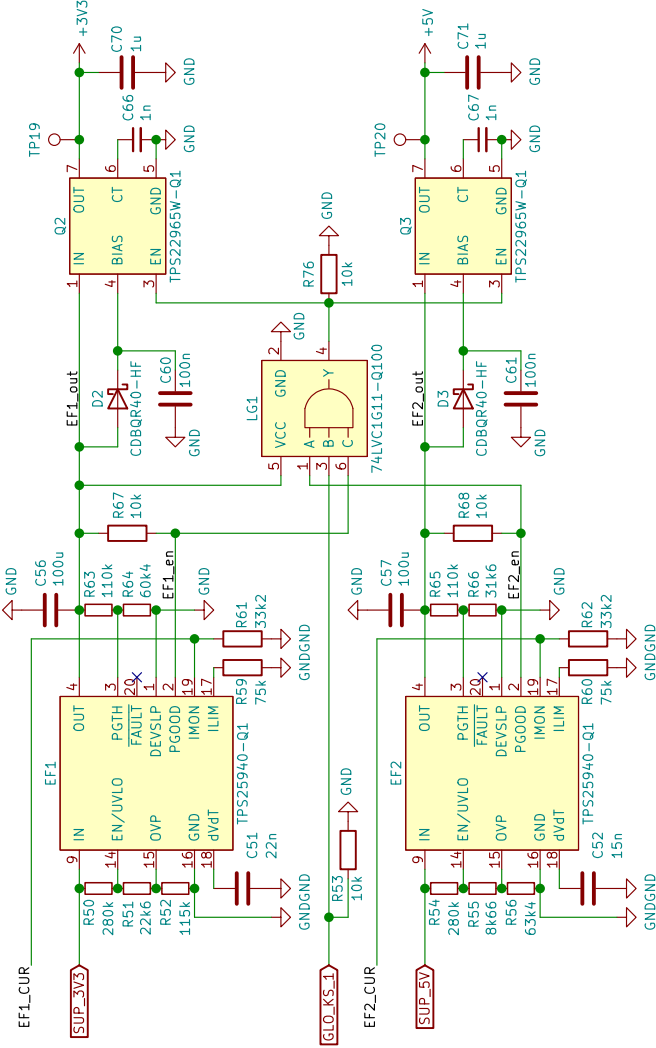 +3V3
C70
1u
GND
C66
1n
GND
TP19
7
6
5
OUT
CT
GND
Q2
IN
BIAS
EN
TPS22965W-Q1
1
4
3
+5V
C71
1u
GND
C67
1n
GND
TP20
7
6
5
OUT
CT
GND
Q3
IN
BIAS
EN
TPS22965W-Q1
1
4
3
GND
R76
10k
EF1_out
D2
CDBQR40-HF
C60
100n
GND
GND
2
4
GND
Y
LG1
VCC
A
B
C
74LVC1G11-Q100
5
1
3
6
EF2_out
D3
CDBQR40-HF
C61
100n
GND
R67
10k
EF1_en
R68
10k
EF2_en
GND
C56
100u
R63
110k
R64
60k4
GND
R61
33k2
GND
R59
75k
GND
4
3
20
1
2
19
17
OUT
PGTH
FAULT
DEVSLP
PGOOD
IMON
ILIM
EF1
IN
EN/UVLO
OVP
GND
dVdT
TPS25940-Q1
9
14
15
16
18
R50
280k
R51
22k6
R52
115k
C51
22n
GND
GND
EF1_CUR
SUP_3V3
GND
R53
10k
GLO_KS_1
GND
C57
100u
R65
110k
R66
31k6
GND
R62
33k2
GND
R60
75k
GND
4
3
20
1
2
19
17
OUT
PGTH
FAULT
DEVSLP
PGOOD
IMON
ILIM
EF2
IN
EN/UVLO
OVP
GND
dVdT
TPS25940-Q1
9
14
15
16
18
R54
280k
R55
8k66
R56
63k4
C52
15n
GND
GND
EF2_CUR
SUP_5V